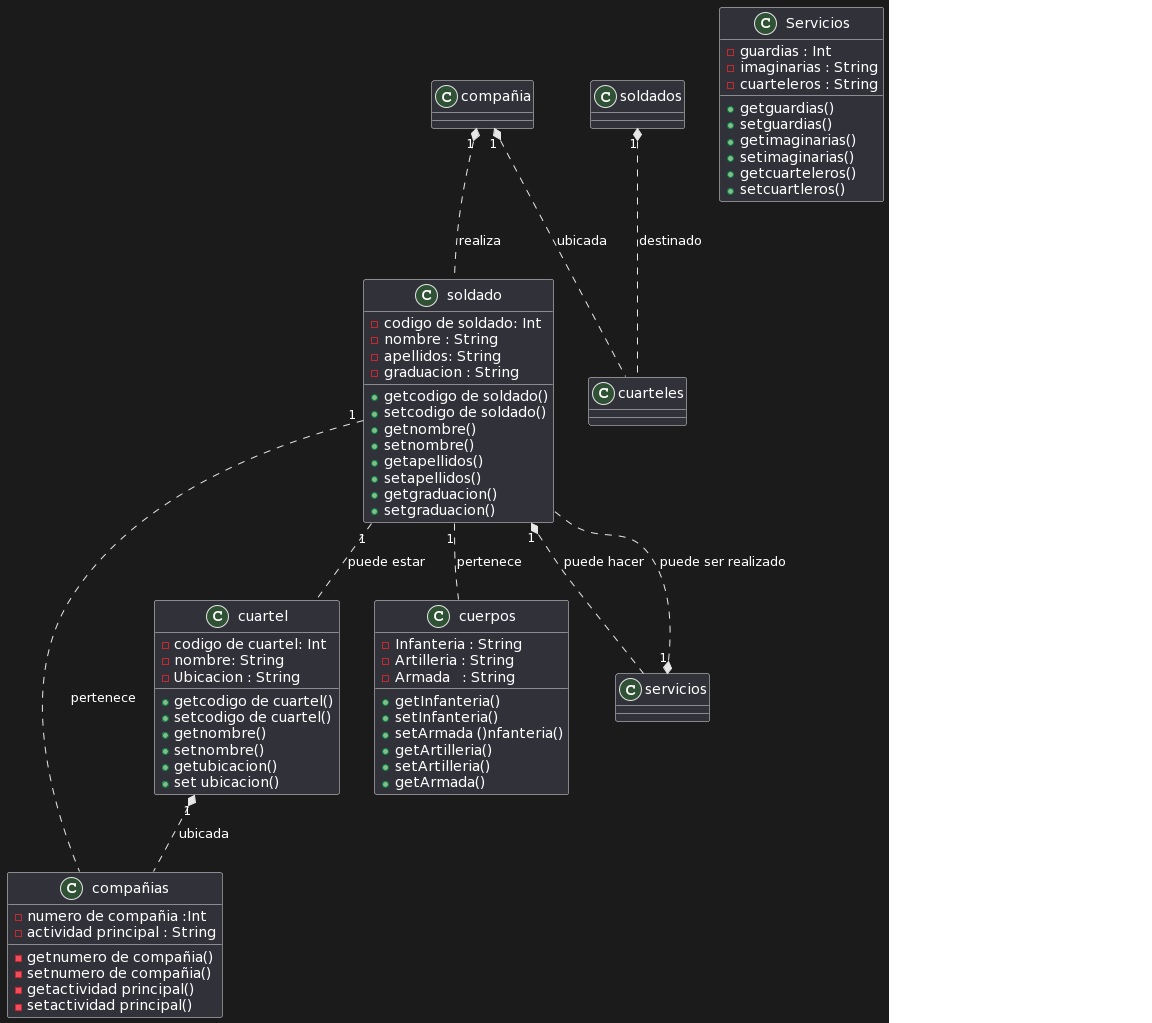 C Servicios
guardias : Int
imaginarias : String
cuarteleros : String
getguardias()
setguardias()
getimaginarias()
setimaginarias()
getcuarteleros()
setcuartleros()
C compañia
C soldados
1
1
1
realiza
ubicada
destinado
C soldado
codigo de soldado: Int
nombre : String
apellidos: String
graduacion : String
getcodigo de soldado()
setcodigo de soldado()
getnombre()
setnombre()
getapellidos()
setapellidos()
getgraduacion()
setgraduacion()
C cuarteles
1
1
1
1
puede estar
pertenece
puede hacer
puede ser realizado
C cuartel
codigo de cuartel: Int
nombre: String
Ubicacion : String
getcodigo de cuartel()
setcodigo de cuartel()
getnombre()
setnombre()
getubicacion()
set ubicacion()
C cuerpos
Infanteria : String
Artilleria : String
Armada : String
getInfanteria()
setInfanteria()
setArmada ()nfanteria()
getArtilleria()
setArtilleria()
getArmada()
1
C servicios
pertenece
1
ubicada
C compañias
numero de compañia :Int
actividad principal : String
getnumero de compañia()
setnumero de compañia()
getactividad principal()
setactividad principal()